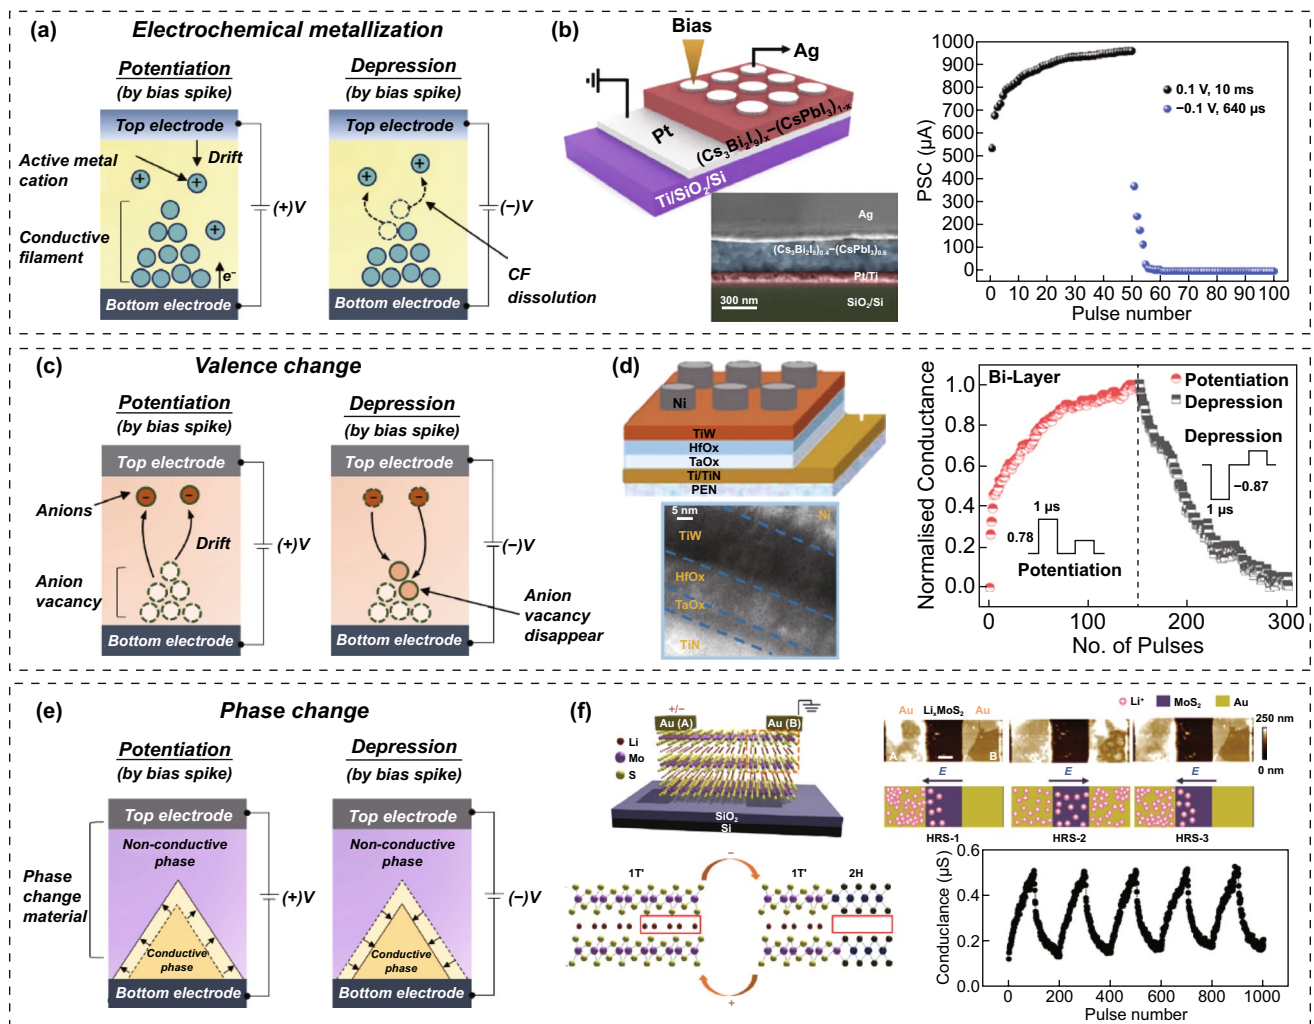 (a)
Electrochemical metallization
Potentiation
(by bias spike)
Depression
(by bias spike)
Top electrode
Active metal
cation
Drift
Conductive
filament
e⁻
Bottom electrode
(+)V
Top electrode
CF
dissolution
Bottom electrode
(−)V
(b)
Bias
Ag
Pt
(Cs₃Bi₂I₉)ₓ−(CsPbI₃)₁₋ₓ
Ti/SiO₂/Si
Ag
(Cs₃Bi₂I₉)₀.₄−(CsPbI₃)₀.₆
Pt/Ti
300 nm
SiO₂/Si
PSC (µA)
1000
900
800
700
600
500
400
300
200
100
0
0.1 V, 10 ms
−0.1 V, 640 µs
0 10 20 30 40 50 60 70 80 90 100
Pulse number
(c)
Valence change
Potentiation
(by bias spike)
Depression
(by bias spike)
Top electrode
Anions
Drift
Anion
vacancy
Bottom electrode
(+)V
Top electrode
Anion
vacancy
disappear
Bottom electrode
(−)V
(d)
Ni
TiW
HfOx
TaOx
Ti/TiN
PEN
5 nm
Ni
TiW
HfOx
TaOx
TiN
Normalised Conductance
1.0
0.8
0.6
0.4
0.2
0.0
Bi-Layer
Potentiation
Depression
Depression
−0.87
1 µs
1 µs
0.78
Potentiation
0 100 200 300
No. of Pulses
(e)
Phase change
Potentiation
(by bias spike)
Depression
(by bias spike)
Phase
change
material
Top electrode
Non-conductive
phase
Conductive
phase
Bottom electrode
(+)V
Top electrode
Non-conductive
phase
Conductive
phase
Bottom electrode
(−)V
(f)
+/−
Au (A)
Au (B)
Li
Mo
S
SiO₂
Si
−
1T'
1T'
2H
+
Li⁺
MoS₂
Au
Au
LiₓMoS₂
Au
A
B
250 nm
0 nm
E
E
E
HRS-1
HRS-2
HRS-3
Conductance (µS)
0.6
0.4
0.2
0.0
0 200 400 600 800 1000
Pulse number